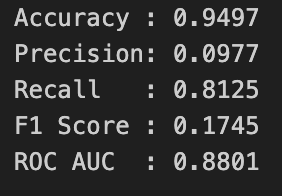 Accuracy : 0.9497
Precision: 0.0977
Recall   : 0.8125
F1 Score : 0.1745
ROC AUC  : 0.8801